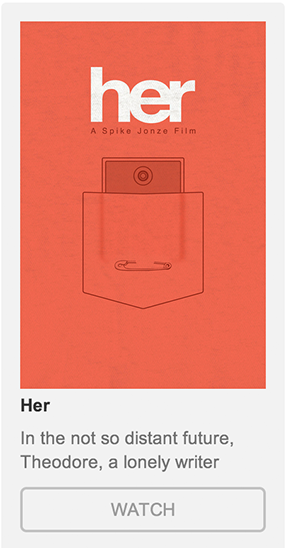 her
A Spike Jonze Film
Her
In the not so distant future,
Theodore, a lonely writer
WATCH